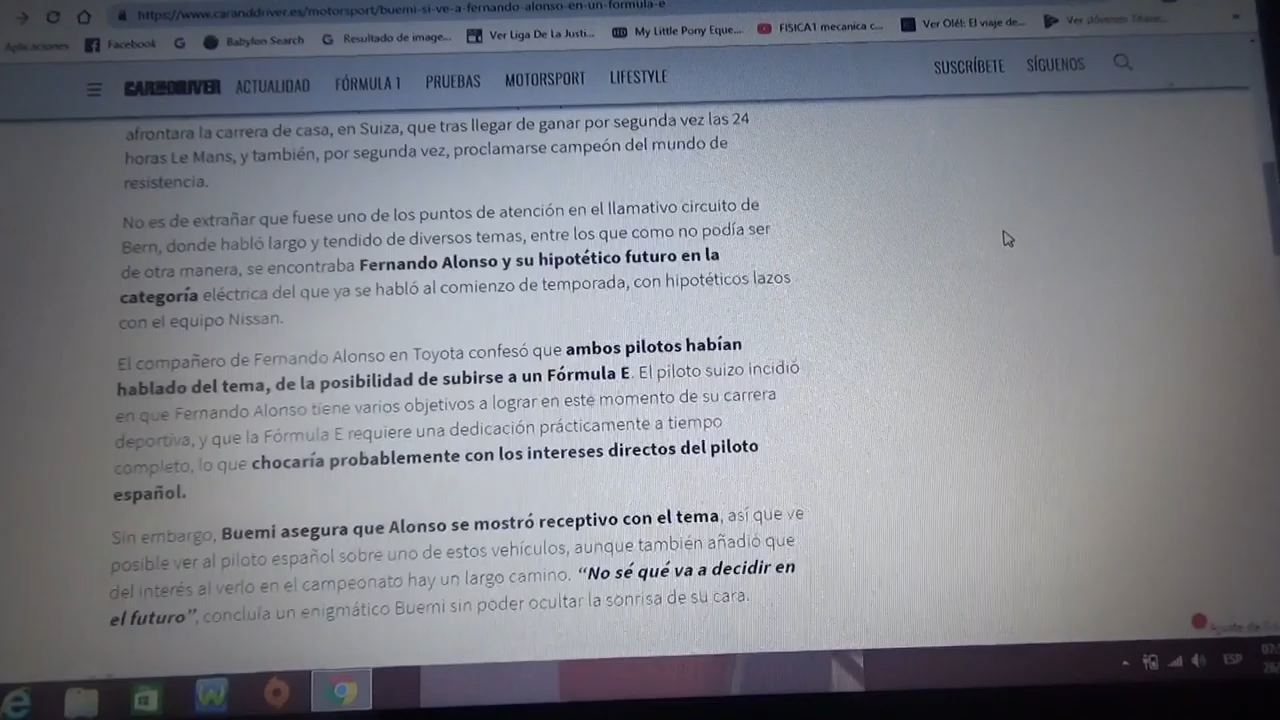 https://www.caranddriver.es/motorsport/buemi-si-ve-a-fernando-alonso-en-un-formula-e
Aplicaciones Facebook Babylon Search Resultado de image... Ver Liga De La Justi... My Little Pony Eque... FISICA1 mecanica c... Ver Olé!: El viaje de... Ver
CAR AND DRIVER ACTUALIDAD FÓRMULA 1 PRUEBAS MOTORSPORT LIFESTYLE SUSCRÍBETE SÍGUENOS
afrontara la carrera de casa, en Suiza, que tras llegar de ganar por segunda vez las 24
horas Le Mans, y también, por segunda vez, proclamarse campeón del mundo de
resistencia.
No es de extrañar que fuese uno de los puntos de atención en el llamativo circuito de
Bern, donde habló largo y tendido de diversos temas, entre los que como no podía ser
de otra manera, se encontraba Fernando Alonso y su hipotético futuro en la
categoría eléctrica del que ya se habló al comienzo de temporada, con hipotéticos lazos
con el equipo Nissan.
El compañero de Fernando Alonso en Toyota confesó que ambos pilotos habían
hablado del tema, de la posibilidad de subirse a un Fórmula E. El piloto suizo incidió
en que Fernando Alonso tiene varios objetivos a lograr en este momento de su carrera
deportiva, y que la Fórmula E requiere una dedicación prácticamente a tiempo
completo, lo que chocaría probablemente con los intereses directos del piloto
español.
Sin embargo, Buemi asegura que Alonso se mostró receptivo con el tema, así que ve
posible ver al piloto español sobre uno de estos vehículos, aunque también añadió que
del interés al verlo en el campeonato hay un largo camino. “No sé qué va a decidir en
el futuro”, concluía un enigmático Buemi sin poder ocultar la sonrisa de su cara.
ESP